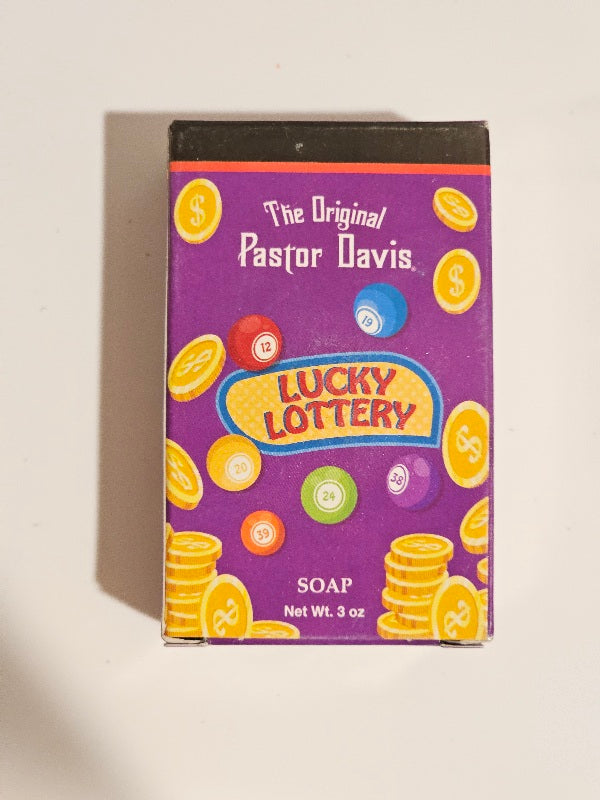 The Original
Pastor Davis®
19
12
LUCKY
LOTTERY
20
38
24
39
SOAP
Net Wt. 3 oz